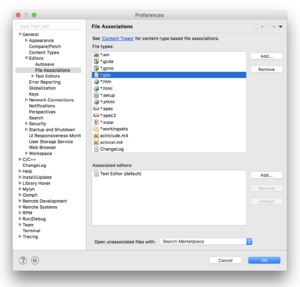 Preferences
type filter text
File Associations
General
Appearance
Compare/Patch
Content Types
Editors
Autosave
File Associations
Text Editors
Error Reporting
Globalization
Keys
Network Connections
Notifications
Perspectives
Search
Security
Startup and Shutdown
UI Responsiveness Monit
User Storage Service
Web Browser
Workspace
C/C++
ChangeLog
Help
Install/Update
Library Hover
Mylyn
Oomph
Remote Development
Remote Systems
RPM
Run/Debug
Team
Terminal
Tracing
See 'Content Types' for content-type based file associations.
File types:
*.am
*.gcda
*.gcno
*.htm
*.html
*.setup
*.shtml
*.spec
*.spec2
*.supp
*.workingsets
acinclude.m4
aclocal.m4
ChangeLog
Add...
Remove
Associated editors:
Text Editor (default)
Add...
Remove
Default
Open unassociated files with:
Search Marketplace
Cancel
OK